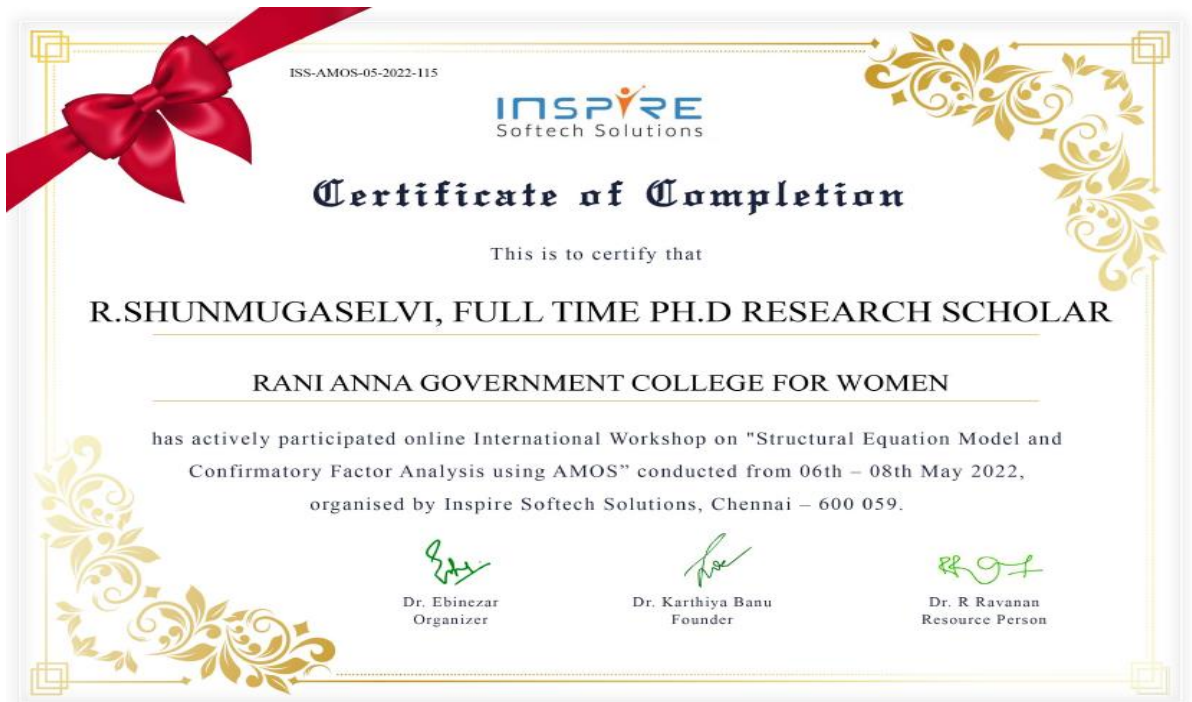 ISS-AMOS-05-2022-115
INSPIRE
Softech Solutions
Certificate of Completion
This is to certify that
R.SHUNMUGASELVI, FULL TIME PH.D RESEARCH SCHOLAR
RANI ANNA GOVERNMENT COLLEGE FOR WOMEN
has actively participated online International Workshop on "Structural Equation Model and
Confirmatory Factor Analysis using AMOS” conducted from 06th – 08th May 2022,
organised by Inspire Softech Solutions, Chennai – 600 059.
Dr. Ebinezar
Organizer
Dr. Karthiya Banu
Founder
Dr. R Ravanan
Resource Person